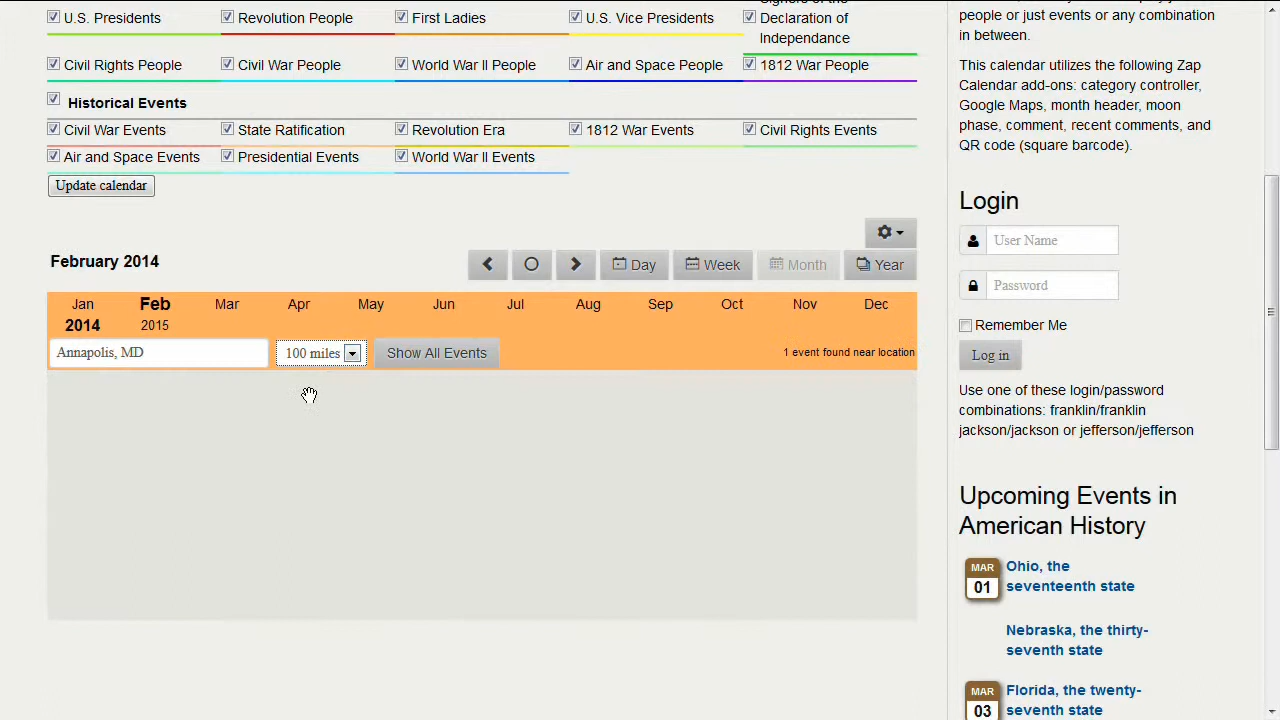 U.S. Presidents Revolution People First Ladies U.S. Vice Presidents
Declaration of
Independance
Civil Rights People Civil War People World War II People Air and Space People 1812 War People
Historical Events
Civil War Events State Ratification Revolution Era 1812 War Events Civil Rights Events
Air and Space Events Presidential Events World War II Events
Update calendar
February 2014
Day Week Month Year
Jan Feb Mar Apr May Jun Jul Aug Sep Oct Nov Dec
2014 2015
Annapolis, MD 100 miles Show All Events 1 event found near location
people or just events or any combination
in between.
This calendar utilizes the following Zap
Calendar add-ons: category controller,
Google Maps, month header, moon
phase, comment, recent comments, and
QR code (square barcode).
Login
User Name
Password
Remember Me
Log in
Use one of these login/password
combinations: franklin/franklin
jackson/jackson or jefferson/jefferson
Upcoming Events in
American History
MAR
01
Ohio, the
seventeenth state
Nebraska, the thirty-
seventh state
MAR
03
Florida, the twenty-
seventh state